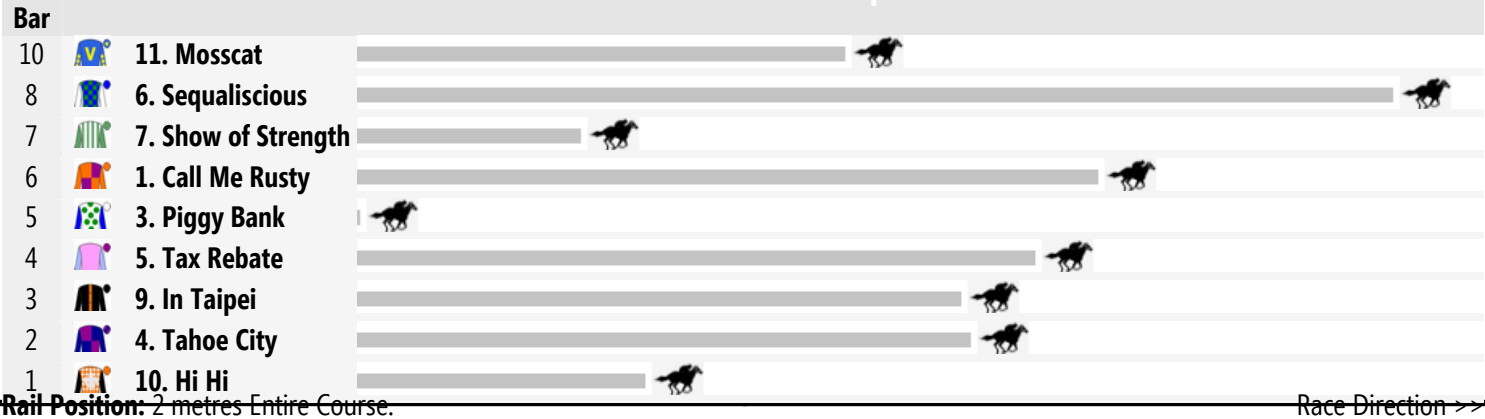 Bar
10 11. Mosscat
8 6. Sequaliscious
7 7. Show of Strength
6 1. Call Me Rusty
5 3. Piggy Bank
4 5. Tax Rebate
3 9. In Taipei
2 4. Tahoe City
1 10. Hi Hi
Rail Position: 2 metres Entire Course. Race Direction >>